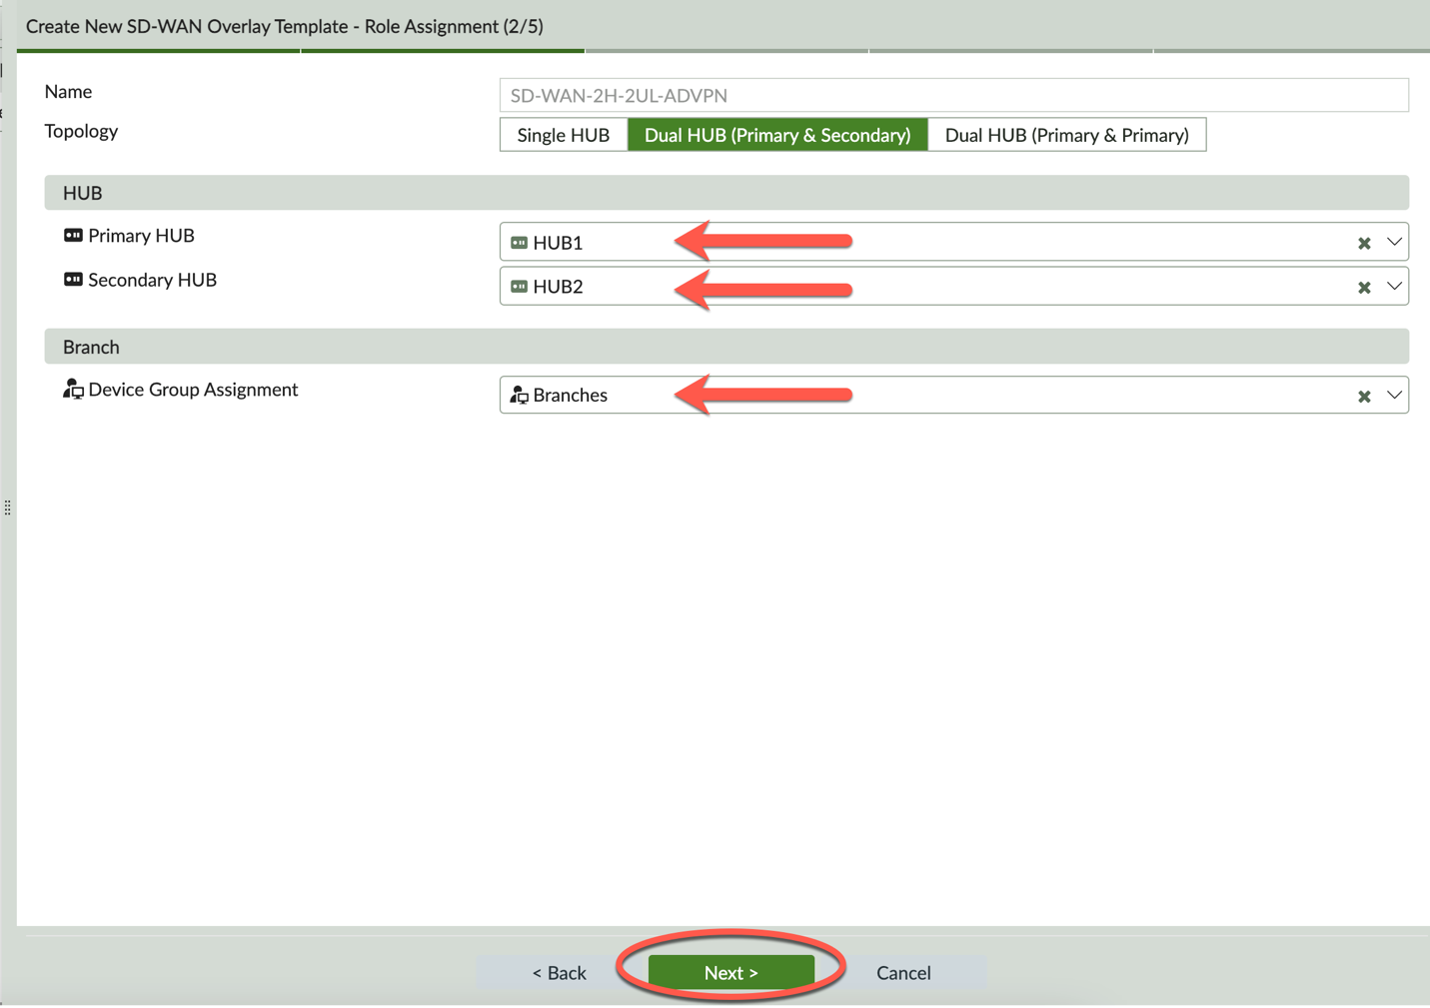 Create New SD-WAN Overlay Template - Role Assignment (2/5)
Name
SD-WAN-2H-2UL-ADVPN
Topology
Single HUB
Dual HUB (Primary & Secondary)
Dual HUB (Primary & Primary)
HUB
Primary HUB
HUB1
Secondary HUB
HUB2
Branch
Device Group Assignment
Branches
< Back
Next >
Cancel